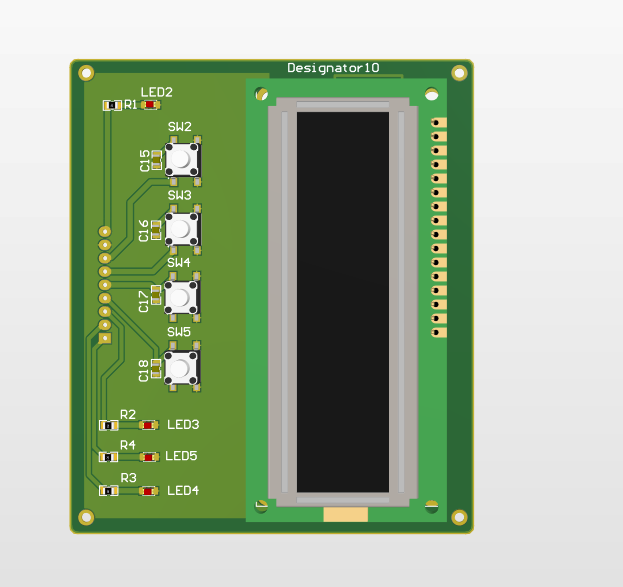 Designator10
LED2
R1
SW2
C15
SW3
C16
SW4
C17
SW5
C18
R2
LED3
R4
LED5
R3
LED4